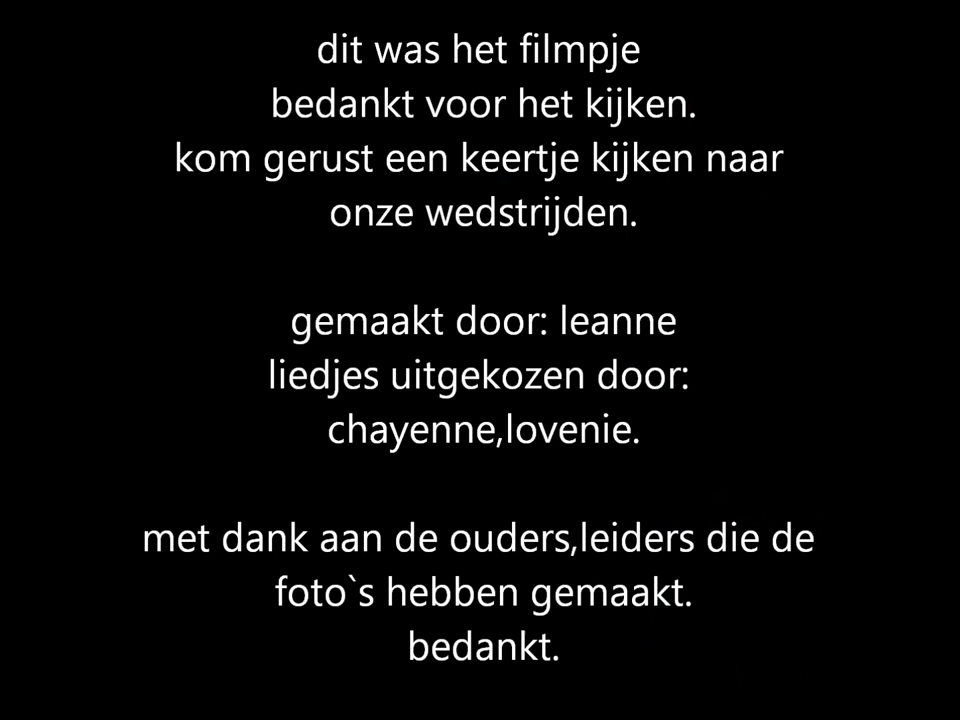 dit was het filmpje
bedankt voor het kijken.
kom gerust een keertje kijken naar
onze wedstrijden.
gemaakt door: leanne
liedjes uitgekozen door:
chayenne,lovenie.
met dank aan de ouders,leiders die de
foto`s hebben gemaakt.
bedankt.